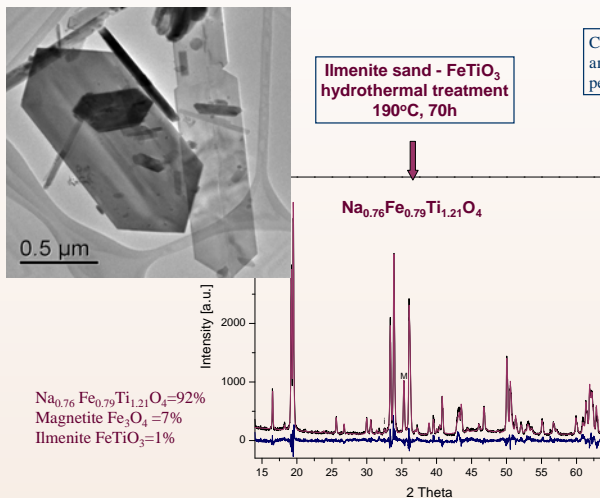 0.5 µm
Ilmenite sand - FeTiO₃
hydrothermal treatment
190ºC, 70h
C
an
pe
Na₀.₇₆Fe₀.₇₉Ti₁.₂₁O₄
Intensity [a.u.]
2000
1000
0
M
15 20 25 30 35 40 45 50 55 60
2 Theta
Na₀.₇₆ Fe₀.₇₉Ti₁.₂₁O₄=92%
Magnetite Fe₃O₄ =7%
Ilmenite FeTiO₃=1%